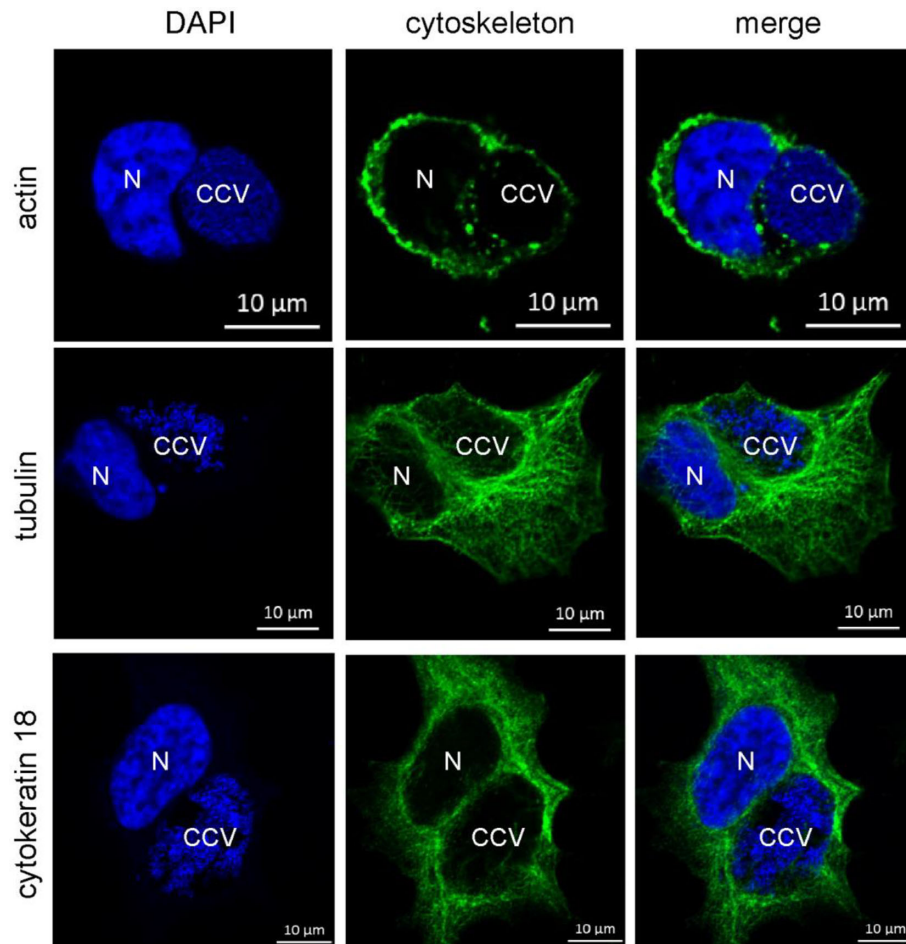 DAPI cytoskeleton merge
actin
N CCV N CCV N CCV
10 µm 10 µm 10 µm
tubulin
CCV CCV CCV
N N N
10 µm 10 µm 10 µm
cytokeratin 18
N N N
CCV CCV CCV
10 µm 10 µm 10 µm